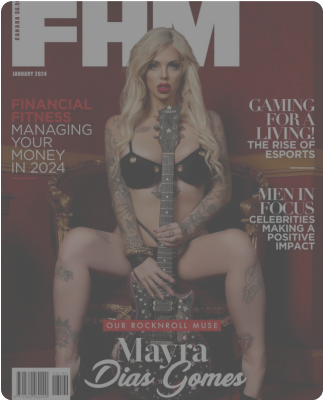 FHM
JANUARY 2024
FINANCIAL
FITNESS
MANAGING
YOUR
MONEY
IN 2024
GAMING
FOR A
LIVING!
THE RISE OF
ESPORTS
MEN IN
FOCUS
CELEBRITIES
MAKING A
POSITIVE
IMPACT
OUR ROCKNROLL MUSE
Mayra
Dias Gomes